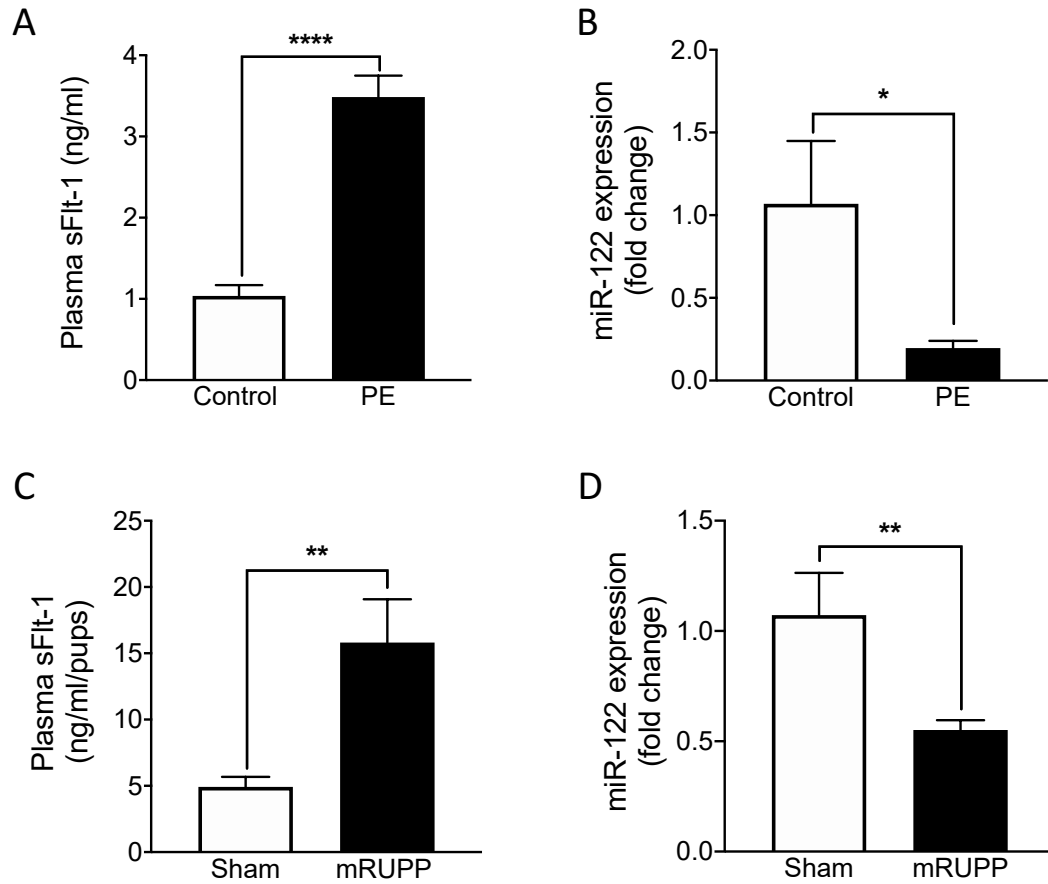 A
Plasma sFlt-1 (ng/ml)
4
3
2
1
0
****
Control
PE
B
miR-122 expression
(fold change)
2.0
1.5
1.0
0.5
0.0
*
Control
PE
C
Plasma sFlt-1
(ng/ml/pups)
25
20
15
10
5
0
**
Sham
mRUPP
D
miR-122 expression
(fold change)
1.5
1.0
0.5
0.0
**
Sham
mRUPP